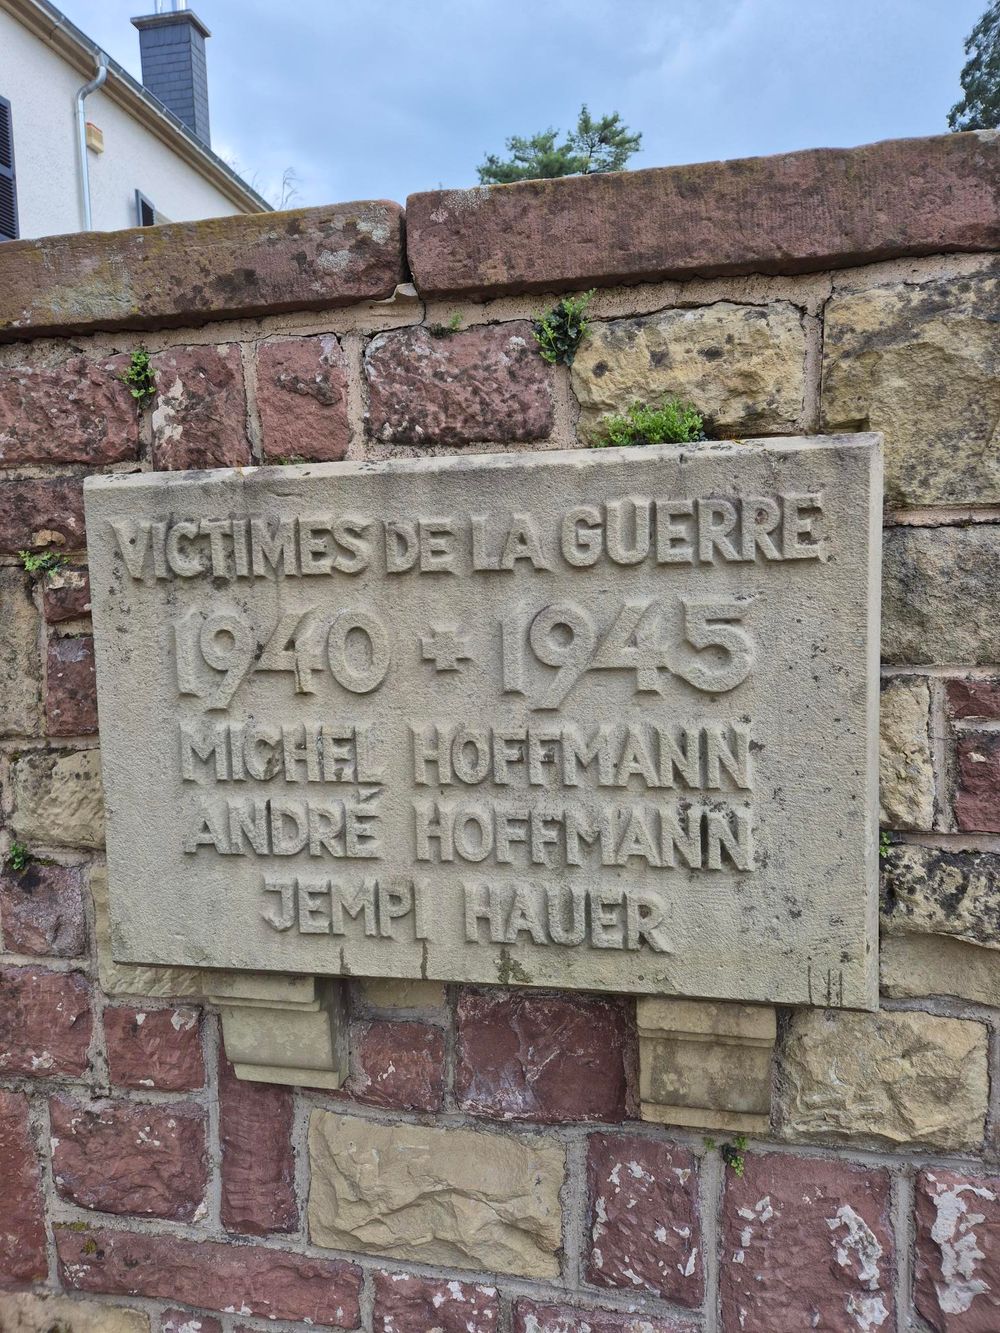 VICTIMES DE LA GUERRE
1940 + 1945
MICHEL HOFFMANN
ANDRÉ HOFFMANN
JEMPI HAUER